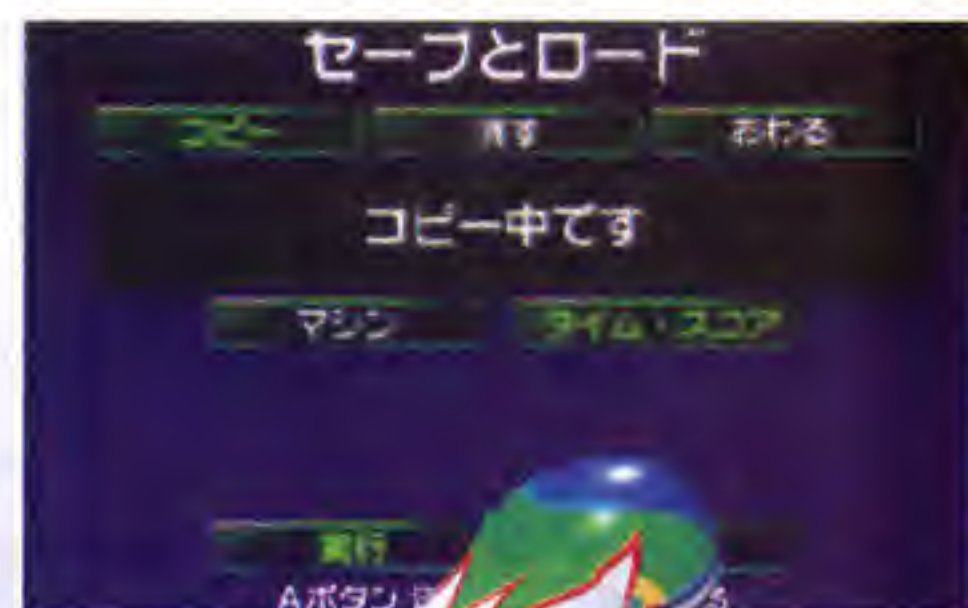 セーブとロード
コピー 消す おわる
コピー中です
マシン タイム・スコア
実行
Aボタン